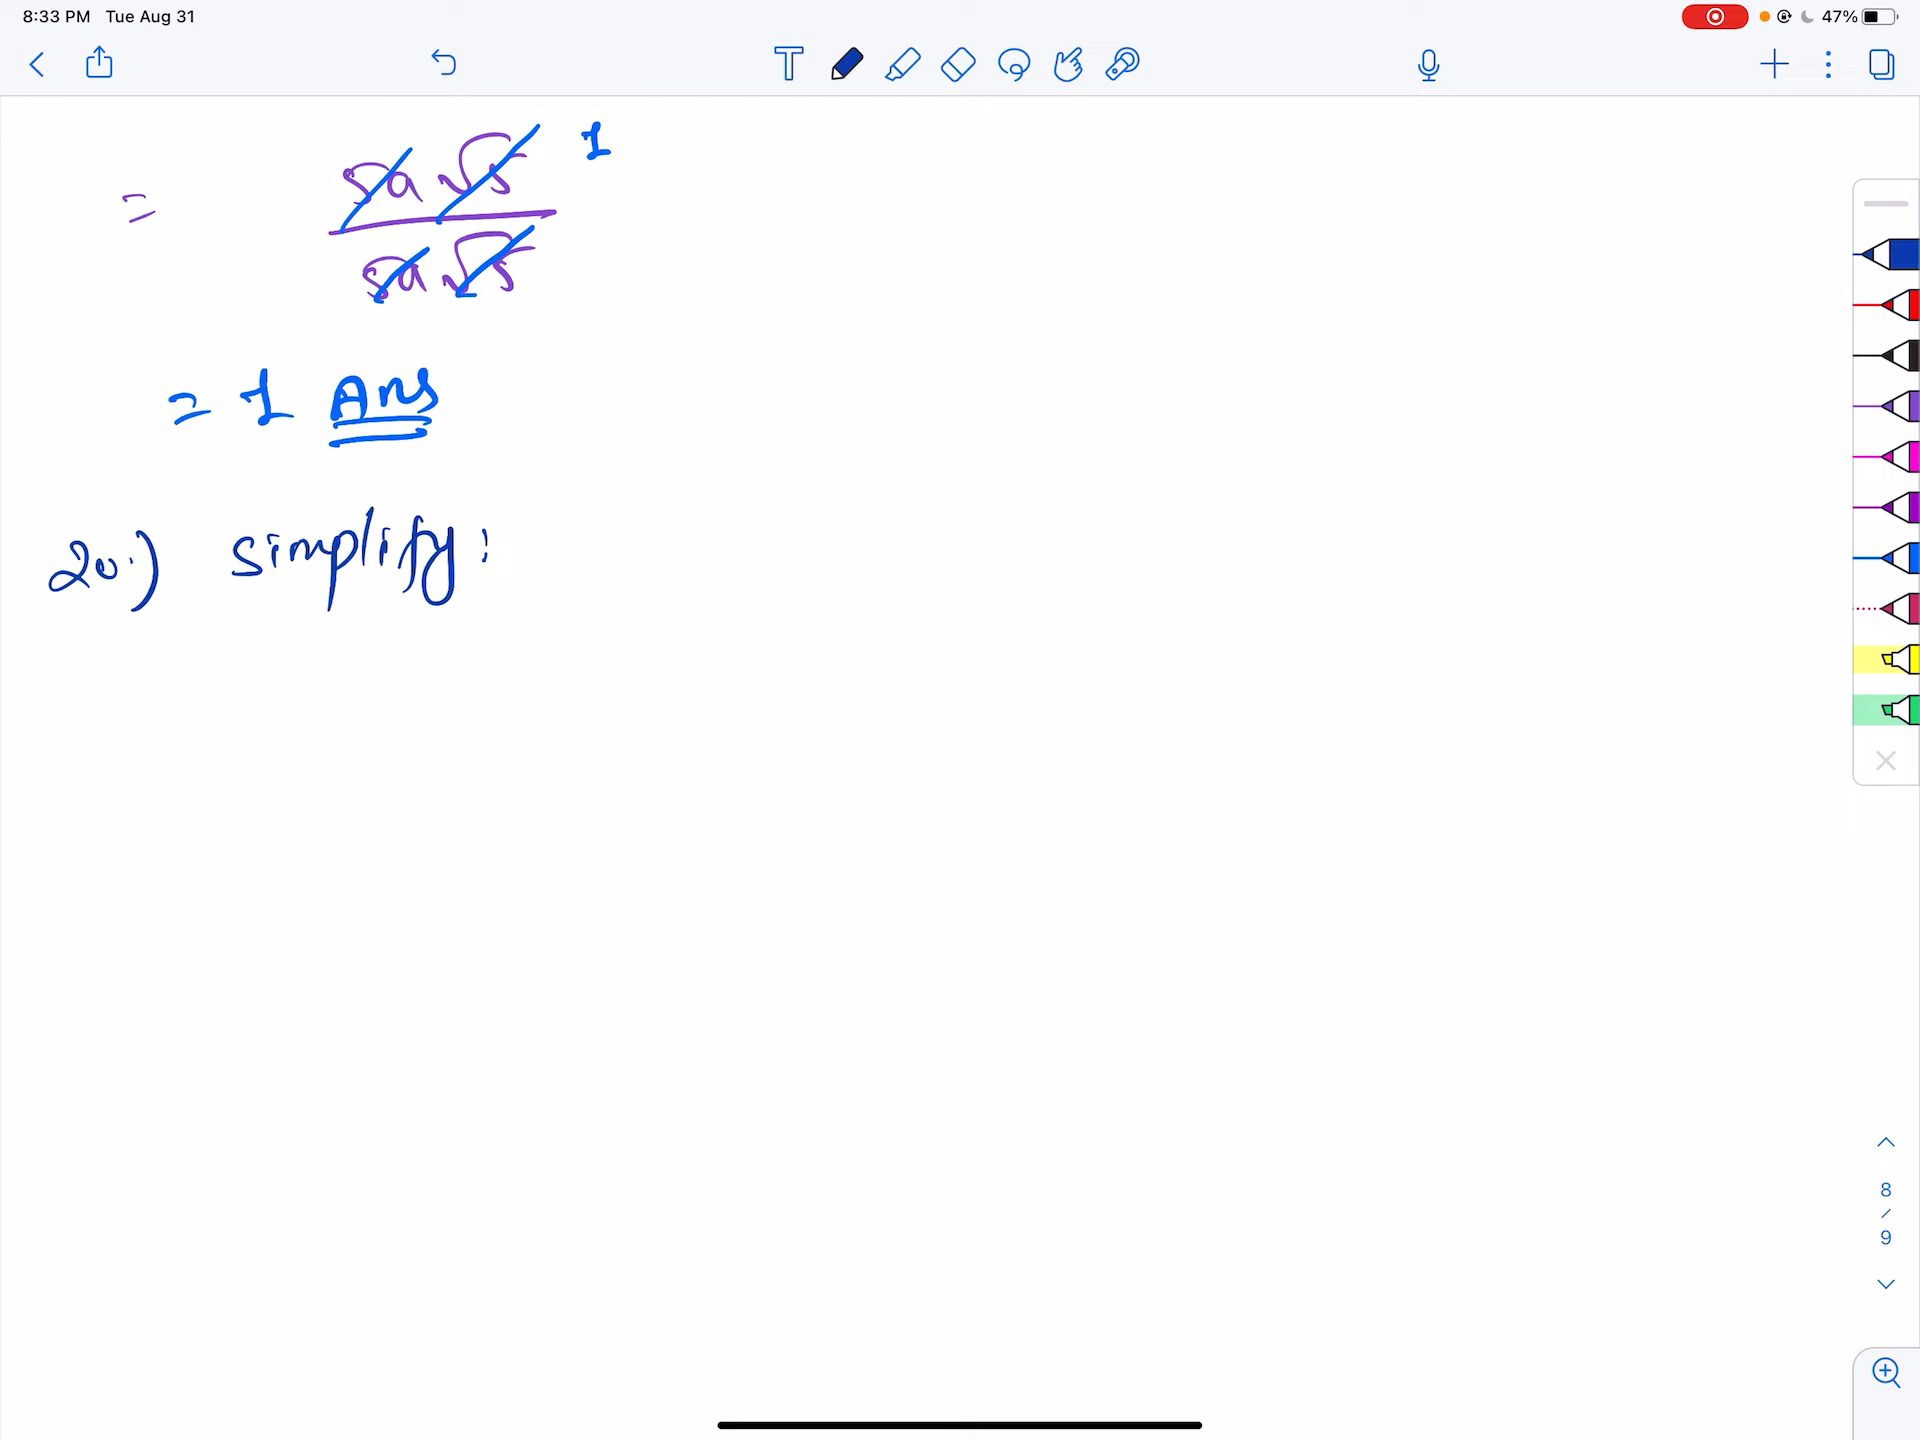 8:33 PM Tue Aug 31
47%
T
= 5a√5 / 5a√5 1
= 1 Ans
20.) Simplify:
8
/
9